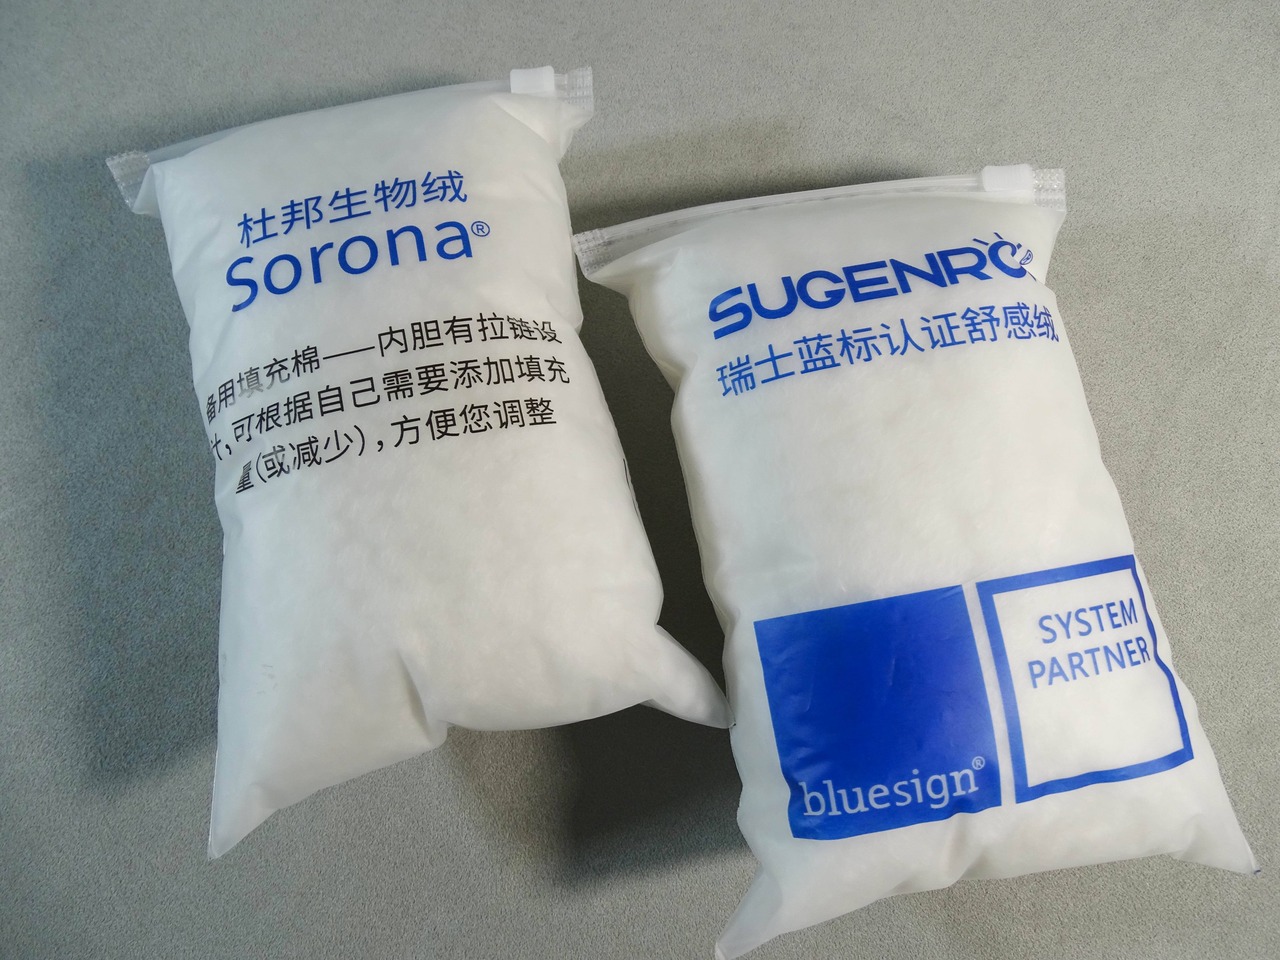 杜邦生物绒
Sorona®
备用填充棉——内胆有拉链设
计，可根据自己需要添加填充
量（或减少），方便您调整
SUGENR
瑞士蓝标认证舒感绒
bluesign®
SYSTEM
PARTNER